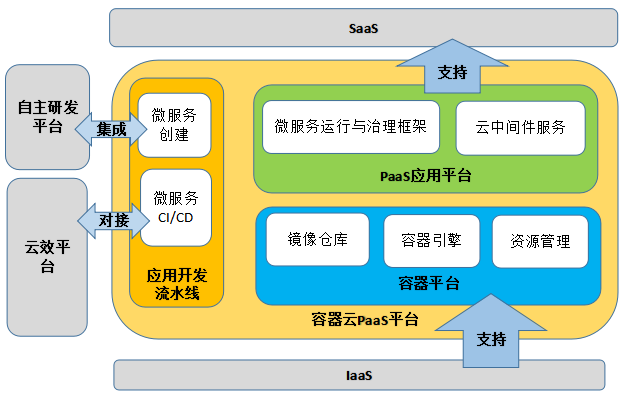 SaaS
支持
自主研发
平台
集成
微服务
创建
微服务运行与治理框架
云中间件服务
PaaS应用平台
云效平
台
对接
微服务
CI/CD
镜像仓库
容器引擎
资源管理
容器平台
应用开发
流水线
容器云PaaS平台
支持
IaaS